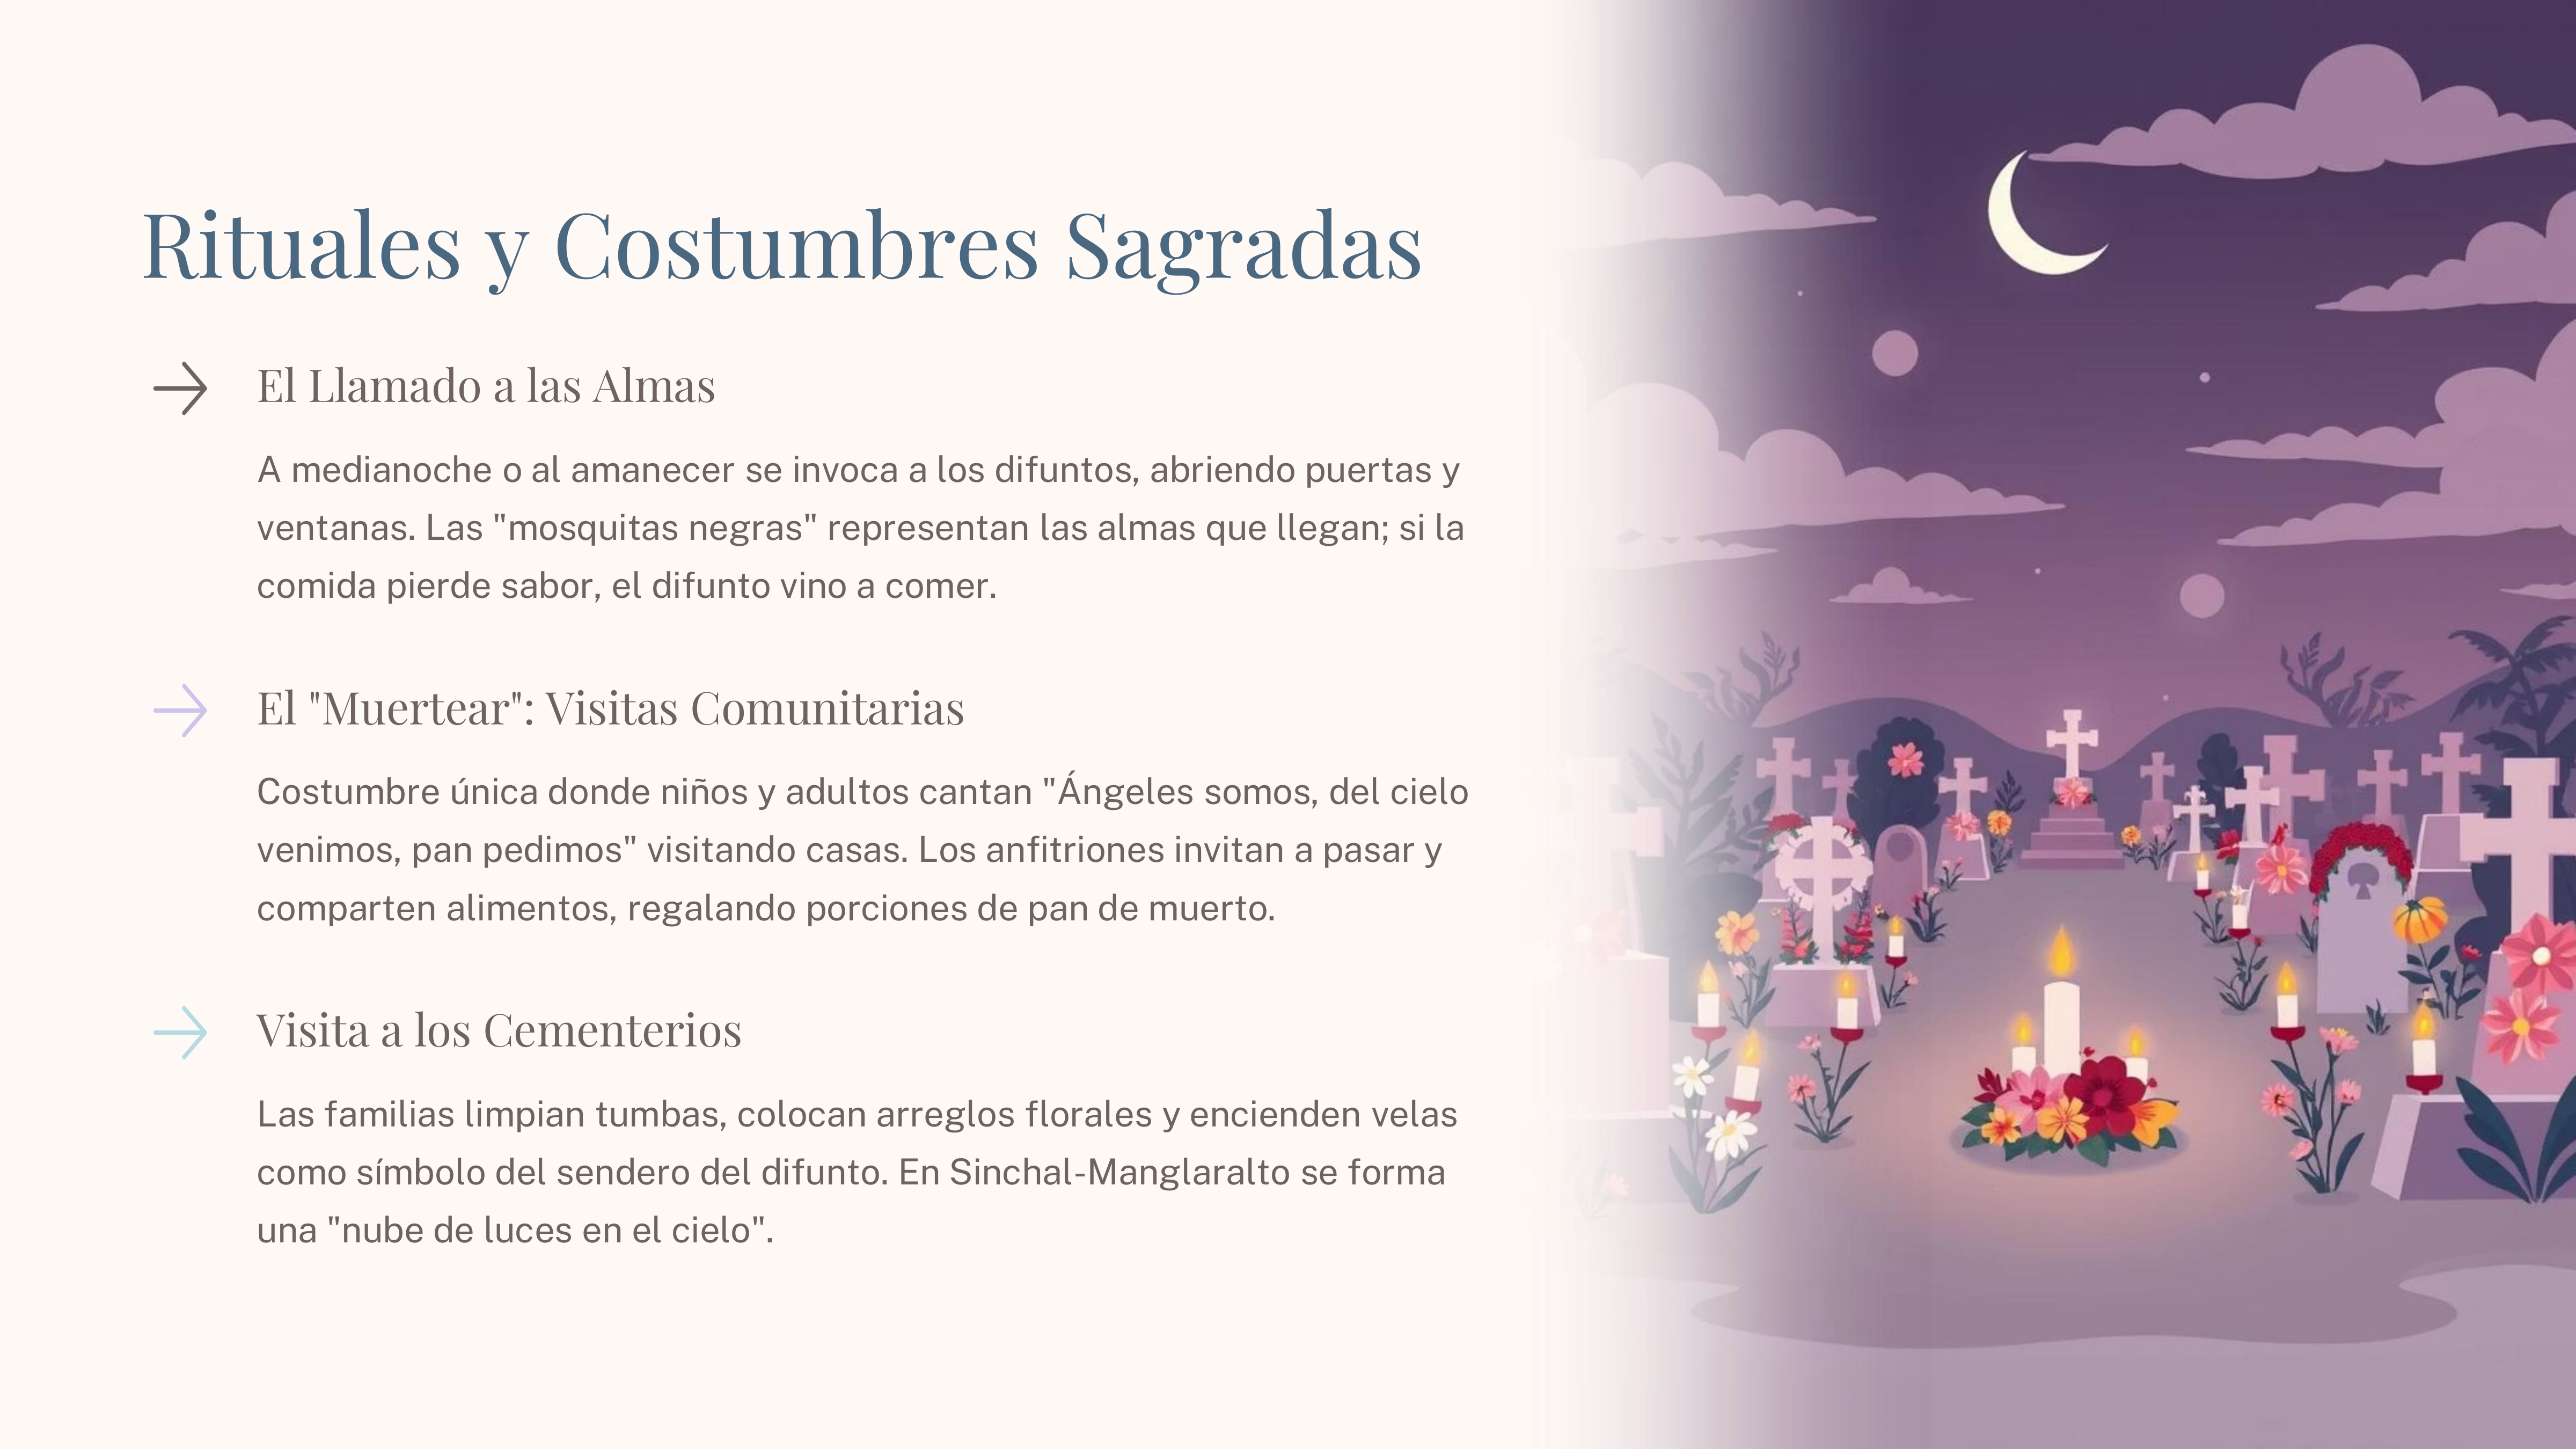 Rituales y Costumbres Sagradas
El Llamado a las Almas
A medianoche o al amanecer se invoca a los difuntos, abriendo puertas y
ventanas. Las "mosquitas negras" representan las almas que llegan; si la
comida pierde sabor, el difunto vino a comer.
El "Muertear": Visitas Comunitarias
Costumbre única donde niños y adultos cantan "Ángeles somos, del cielo
venimos, pan pedimos" visitando casas. Los anfitriones invitan a pasar y
comparten alimentos, regalando porciones de pan de muerto.
Visita a los Cementerios
Las familias limpian tumbas, colocan arreglos florales y encienden velas
como símbolo del sendero del difunto. En Sinchal-Manglaralto se forma
una "nube de luces en el cielo".